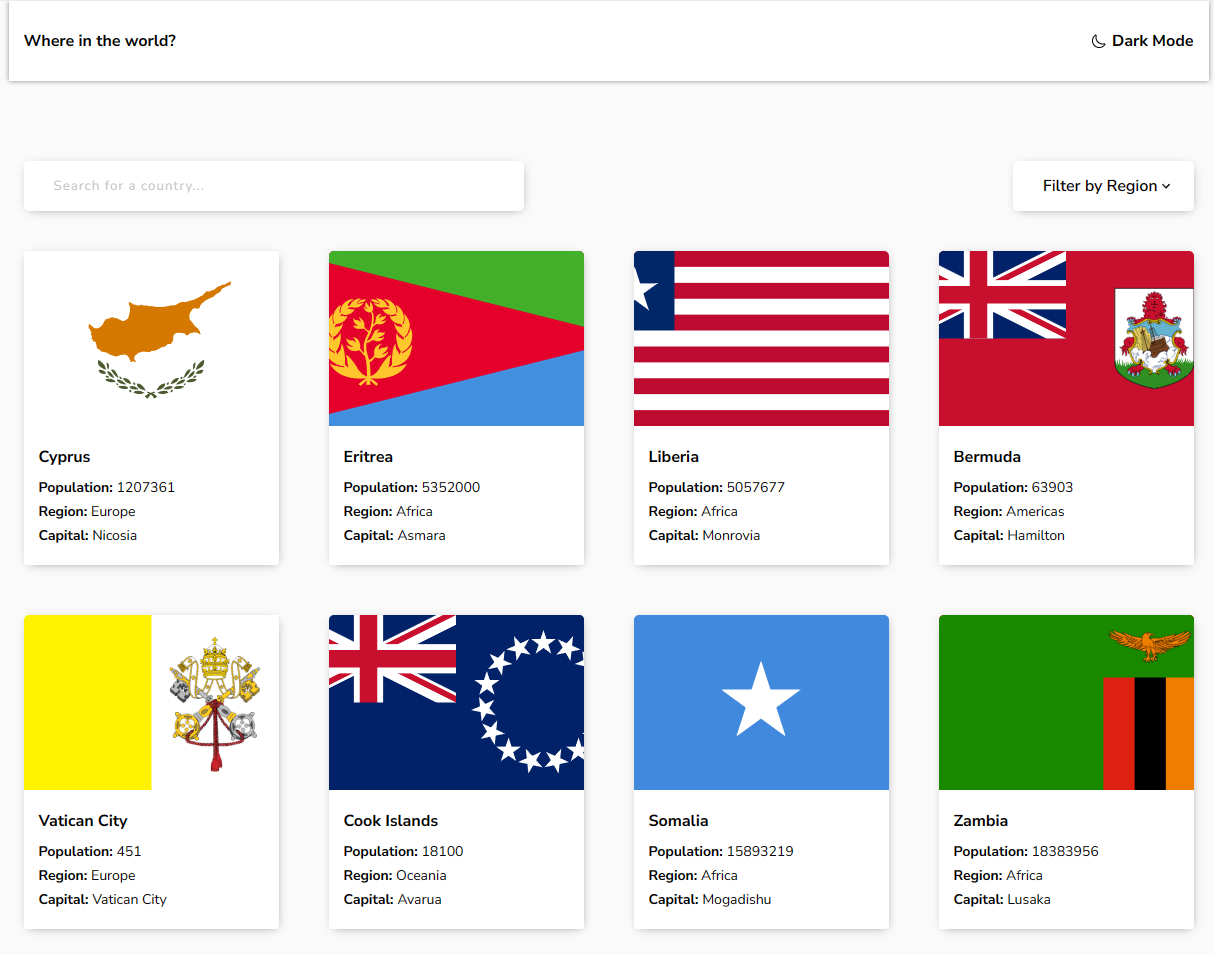 Where in the world?
Dark Mode
Search for a country...
Filter by Region
Cyprus
Population: 1207361
Region: Europe
Capital: Nicosia
Eritrea
Population: 5352000
Region: Africa
Capital: Asmara
Liberia
Population: 5057677
Region: Africa
Capital: Monrovia
Bermuda
Population: 63903
Region: Americas
Capital: Hamilton
Vatican City
Population: 451
Region: Europe
Capital: Vatican City
Cook Islands
Population: 18100
Region: Oceania
Capital: Avarua
Somalia
Population: 15893219
Region: Africa
Capital: Mogadishu
Zambia
Population: 18383956
Region: Africa
Capital: Lusaka